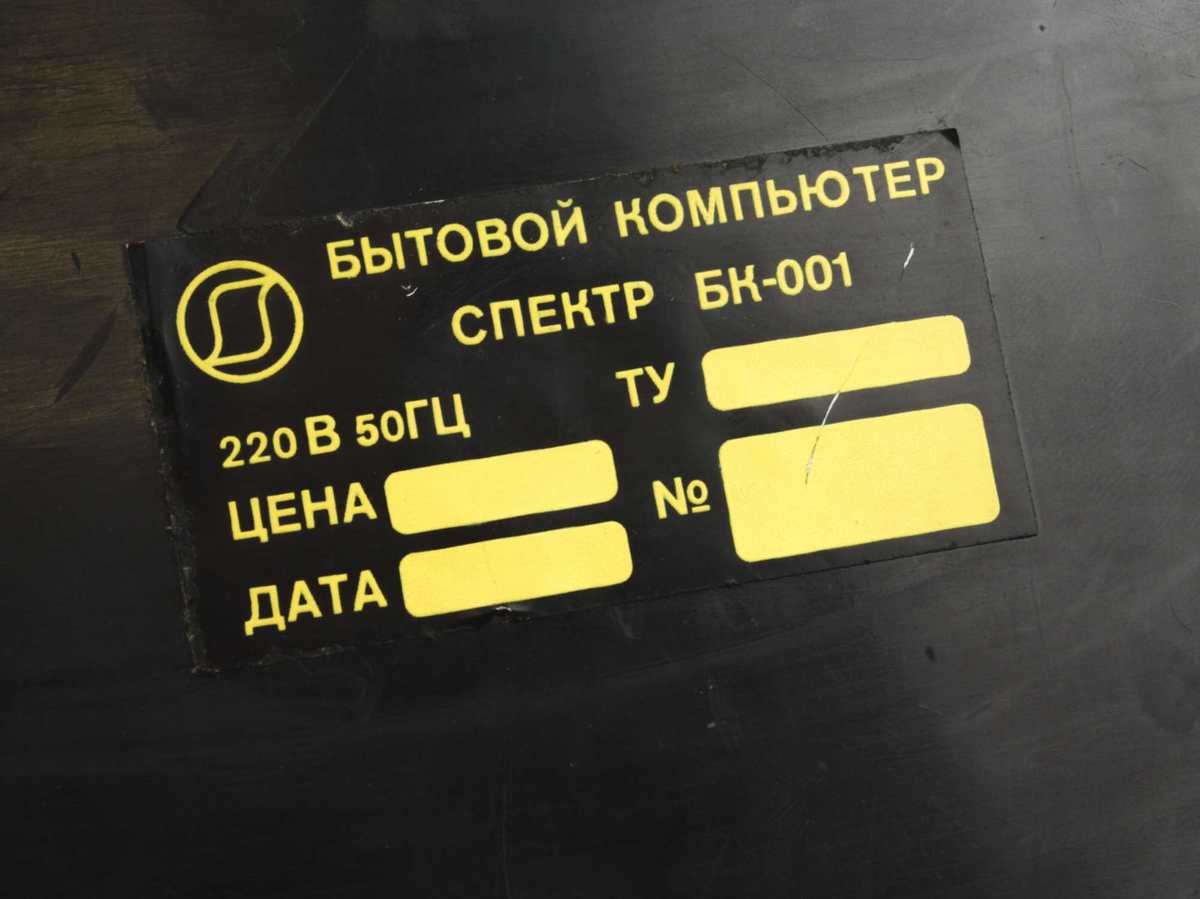 БЫТОВОЙ КОМПЬЮТЕР
СПЕКТР БК-001
220 В 50ГЦ
ТУ
ЦЕНА
№
ДАТА